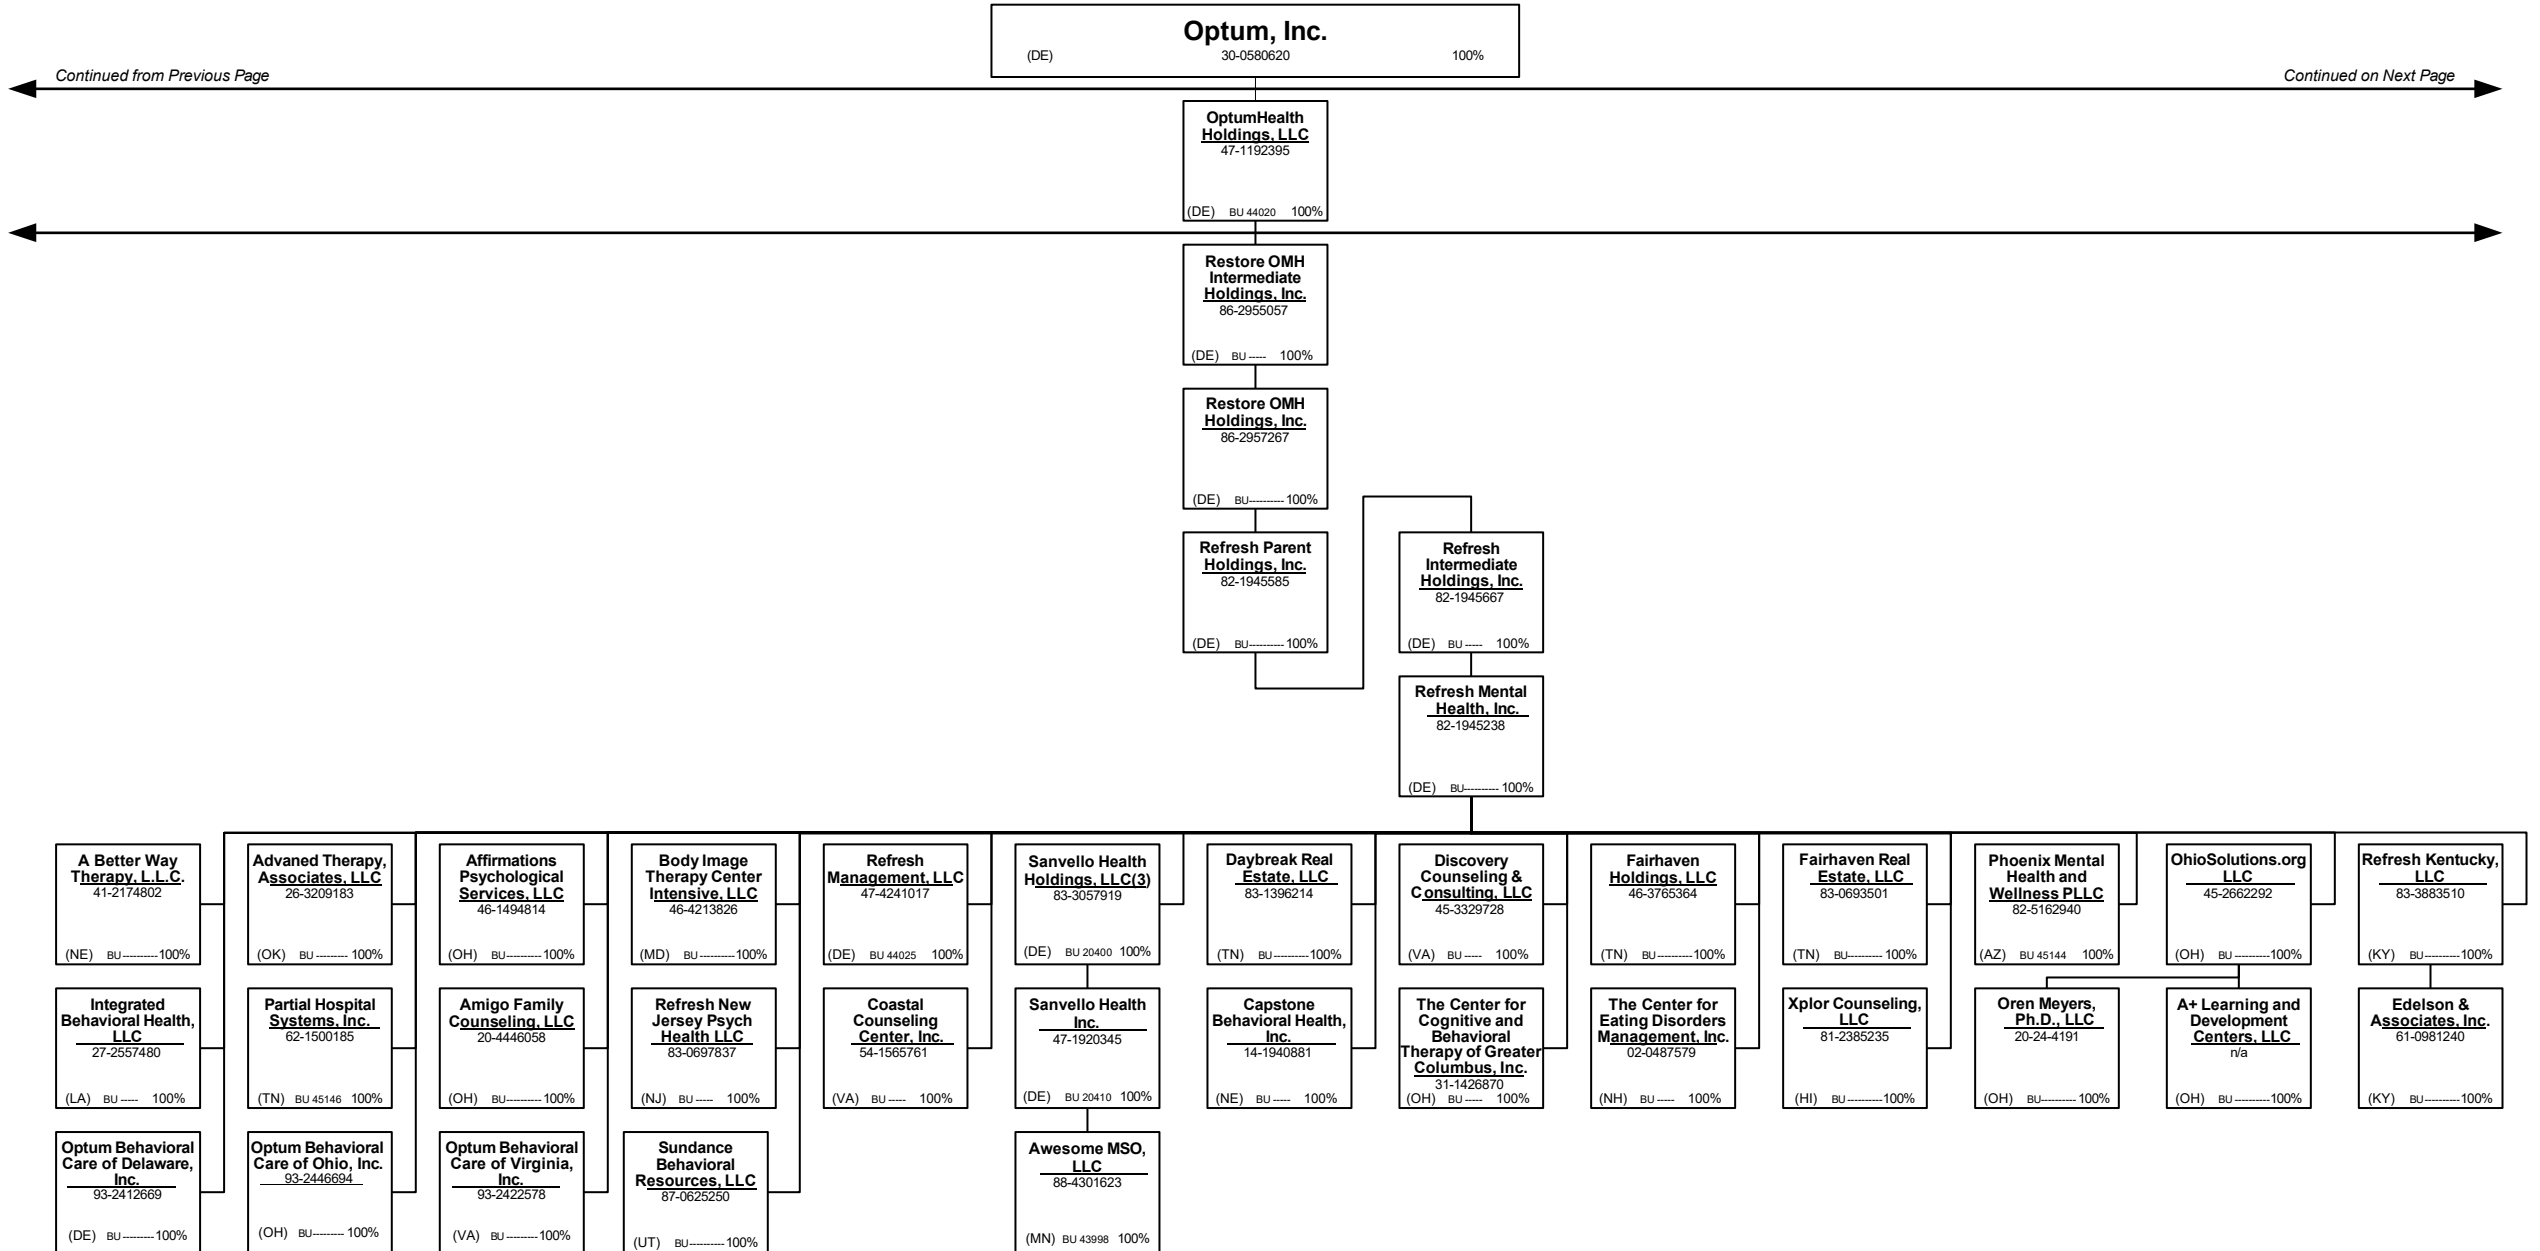 Optum, Inc.
(DE) 30-0580620 100%
Continued from Previous Page
Continued on Next Page
OptumHealth
Holdings, LLC
47-1192395
(DE) BU 44020 100%
Restore OMH
Intermediate
Holdings, Inc.
86-2955057
(DE) BU ----- 100%
Restore OMH
Holdings, Inc.
86-2957267
(DE) BU---------- 100%
Refresh Parent
Holdings, Inc.
82-1945585
(DE) BU---------- 100%
Refresh
Intermediate
Holdings, Inc.
82-1945667
(DE) BU ----- 100%
Refresh Mental
Health, Inc.
82-1945238
(DE) BU---------- 100%
A Better Way
Therapy, L.L.C.
41-2174802
(NE) BU ---------- 100%
Advaned Therapy,
Associates, LLC
26-3209183
(OK) BU --------- 100%
Affirmations
Psychological
Services, LLC
46-1494814
(OH) BU---------- 100%
Body Image
Therapy Center
Intensive, LLC
46-4213826
(MD) BU ---------- 100%
Refresh
Management, LLC
47-4241017
(DE) BU 44025 100%
Sanvello Health
Holdings, LLC(3)
83-3057919
(DE) BU 20400 100%
Daybreak Real
Estate, LLC
83-1396214
(TN) BU---------- 100%
Discovery
Counseling &
Consulting, LLC
45-3329728
(VA) BU ----- 100%
Fairhaven
Holdings, LLC
46-3765364
(TN) BU ---------- 100%
Fairhaven Real
Estate, LLC
83-0693501
(TN) BU--------- 100%
Phoenix Mental
Health and
Wellness PLLC
82-5162940
(AZ) BU 45144 100%
OhioSolutions.org
LLC
45-2662292
(OH) BU ---------- 100%
Refresh Kentucky,
LLC
83-3883510
(KY) BU ---------- 100%
Integrated
Behavioral Health,
LLC
27-2557480
(LA) BU ----- 100%
Partial Hospital
Systems, Inc.
62-1500185
(TN) BU 45146 100%
Amigo Family
Counseling, LLC
20-4446058
(OH) BU---------- 100%
Refresh New
Jersey Psych
Health LLC
83-0697837
(NJ) BU ----- 100%
Coastal
Counseling
Center, Inc.
54-1565761
(VA) BU ----- 100%
Sanvello Health
Inc.
47-1920345
(DE) BU 20410 100%
Capstone
Behavioral Health,
Inc.
14-1940881
(NE) BU ----- 100%
The Center for
Cognitive and
Behavioral
Therapy of Greater
Columbus, Inc.
31-1426870
(OH) BU ----- 100%
The Center for
Eating Disorders
Management, Inc.
02-0487579
(NH) BU ----- 100%
Xplor Counseling,
LLC
81-2385235
(HI) BU ---------- 100%
Oren Meyers,
Ph.D., LLC
20-24-4191
(OH) BU---------- 100%
A+ Learning and
Development
Centers, LLC
n/a
(OH) BU ---------- 100%
Edelson &
Associates, Inc.
61-0981240
(KY) BU ---------- 100%
Optum Behavioral
Care of Delaware,
Inc.
93-2412669
(DE) BU --------- 100%
Optum Behavioral
Care of Ohio, Inc.
93-2446694
(OH) BU--------- 100%
Optum Behavioral
Care of Virginia,
Inc.
93-2422578
(VA) BU --------- 100%
Sundance
Behavioral
Resources, LLC
87-0625250
(UT) BU---------- 100%
Awesome MSO,
LLC
88-4301623
(MN) BU 43998 100%